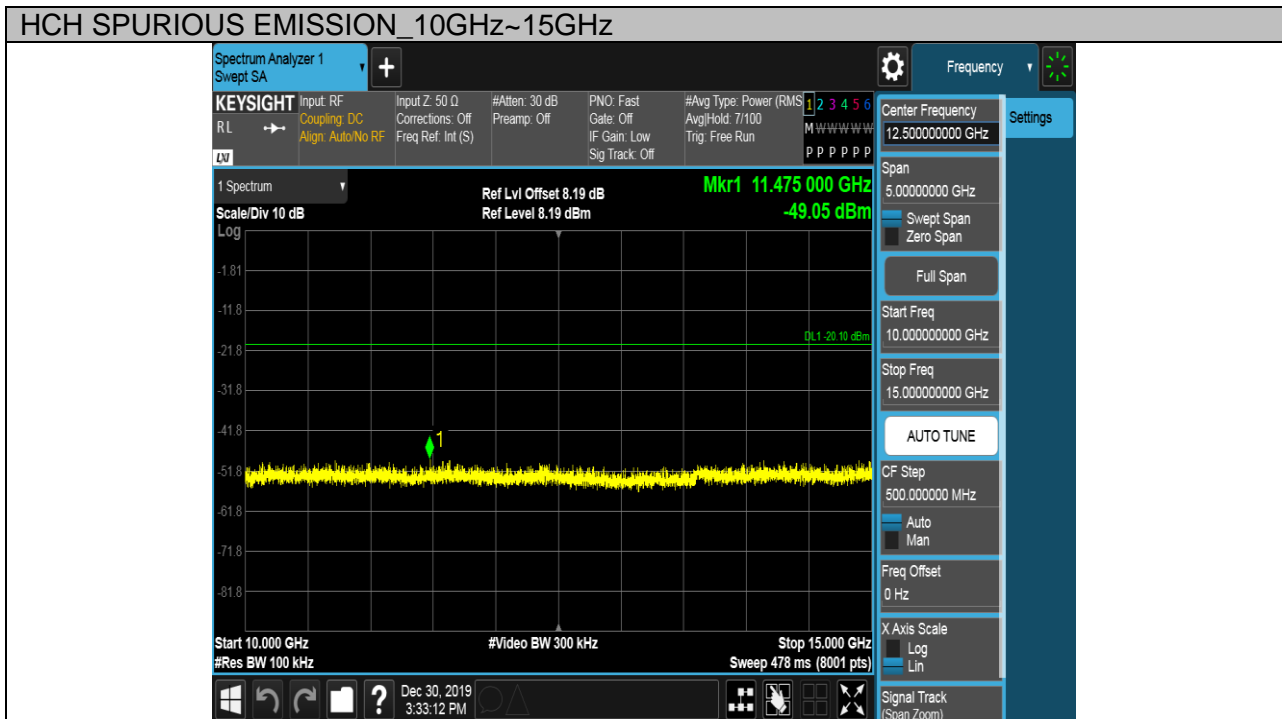 HCH SPURIOUS EMISSION_10GHz~15GHz
Spectrum Analyzer 1
Swept SA
Frequency
KEYSIGHT
RL
LXI
Input: RF
Coupling: DC
Align: Auto/No RF
Input Z: 50 Ω
Corrections: Off
Freq Ref: Int (S)
#Atten: 30 dB
Preamp: Off
PNO: Fast
Gate: Off
IF Gain: Low
Sig Track: Off
#Avg Type: Power (RMS
Avg|Hold: 7/100
Trig: Free Run
1 2 3 4 5 6
M W W W W W
P P P P P P
1 Spectrum
Scale/Div 10 dB
Ref Lvl Offset 8.19 dB
Ref Level 8.19 dBm
Mkr1 11.475 000 GHz
-49.05 dBm
Log
-1.81
-11.8
DL1 -20.10 dBm
-21.8
-31.8
-41.8
1
-51.8
-61.8
-71.8
-81.8
Start 10.000 GHz
#Res BW 100 kHz
#Video BW 300 kHz
Stop 15.000 GHz
Sweep 478 ms (8001 pts)
Center Frequency
12.500000000 GHz
Settings
Span
5.00000000 GHz
Swept Span
Zero Span
Full Span
Start Freq
10.000000000 GHz
Stop Freq
15.000000000 GHz
AUTO TUNE
CF Step
500.000000 MHz
Auto
Man
Freq Offset
0 Hz
X Axis Scale
Log
Lin
Signal Track
(Span Zoom)
?
Dec 30, 2019
3:33:12 PM